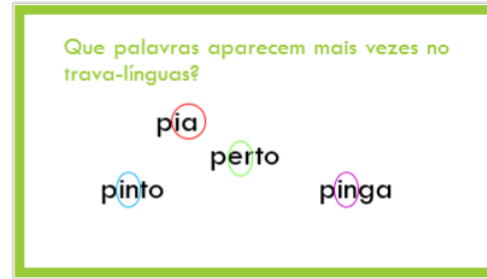 Que palavras aparecem mais vezes no
trava-línguas?
pia
perto
pinto pinga